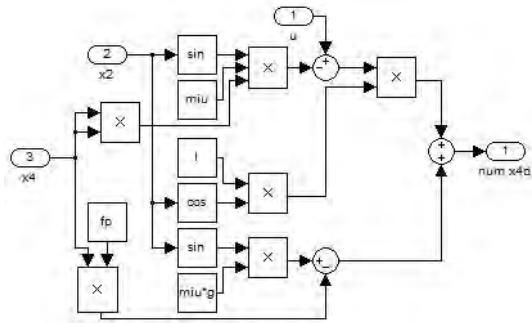 1
u
2
x2
sin
×
miu
×
×
3
x4
l
cos
×
fp
sin
×
miu*g
×
1
num x4d